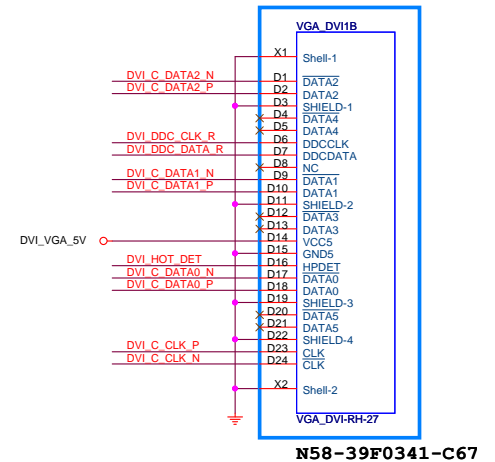 VGA_DVI1B
X1 Shell-1
DVI_C_DATA2_N D1 DATA2
DVI_C_DATA2_P D2 DATA2
D3 SHIELD-1
D4 DATA4
D5 DATA4
DVI_DDC_CLK_R D6 DDCCLK
DVI_DDC_DATA_R D7 DDCDATA
D8 NC
DVI_C_DATA1_N D9 DATA1
DVI_C_DATA1_P D10 DATA1
D11 SHIELD-2
D12 DATA3
D13 DATA3
DVI_VGA_5V D14 VCC5
D15 GND5
DVI_HOT_DET D16 HPDET
DVI_C_DATA0_N D17 DATA0
DVI_C_DATA0_P D18 DATA0
D19 SHIELD-3
D20 DATA5
D21 DATA5
D22 SHIELD-4
DVI_C_CLK_P D23 CLK
DVI_C_CLK_N D24 CLK
X2 Shell-2
VGA_DVI-RH-27
N58-39F0341-C67